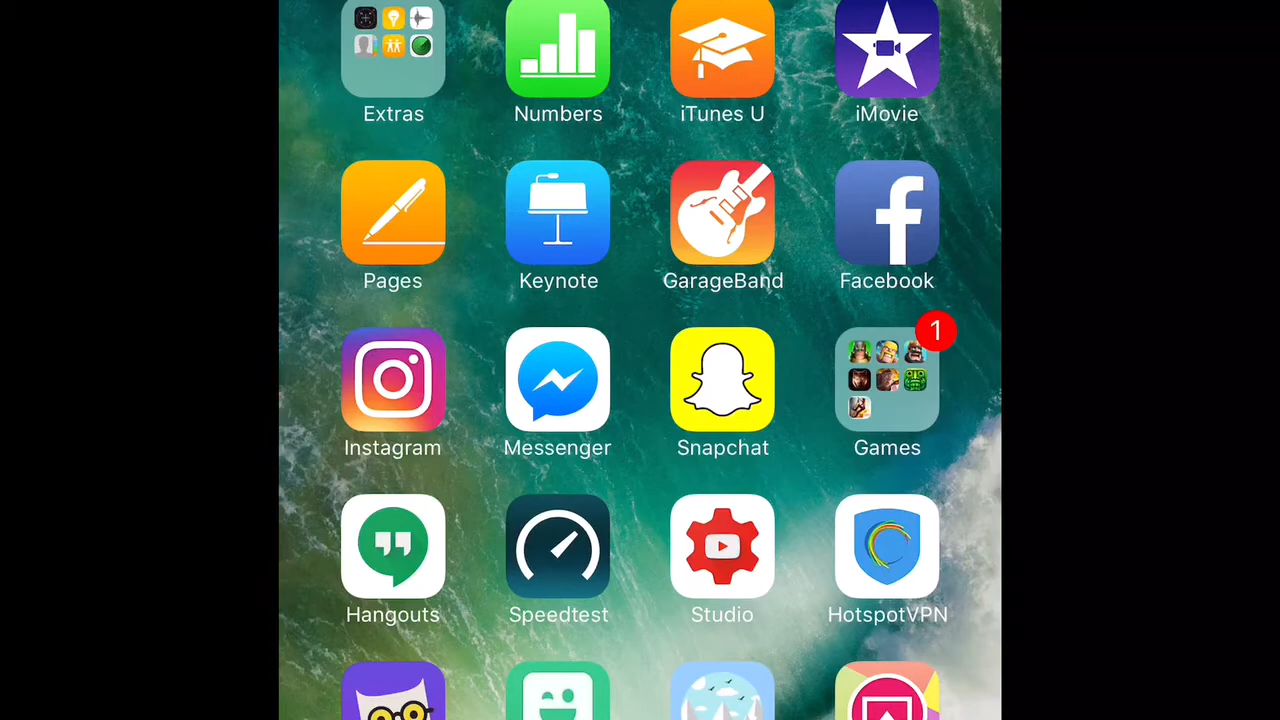 Extras Numbers iTunes U iMovie
Pages Keynote GarageBand Facebook
1
Instagram Messenger Snapchat Games
Hangouts Speedtest Studio HotspotVPN